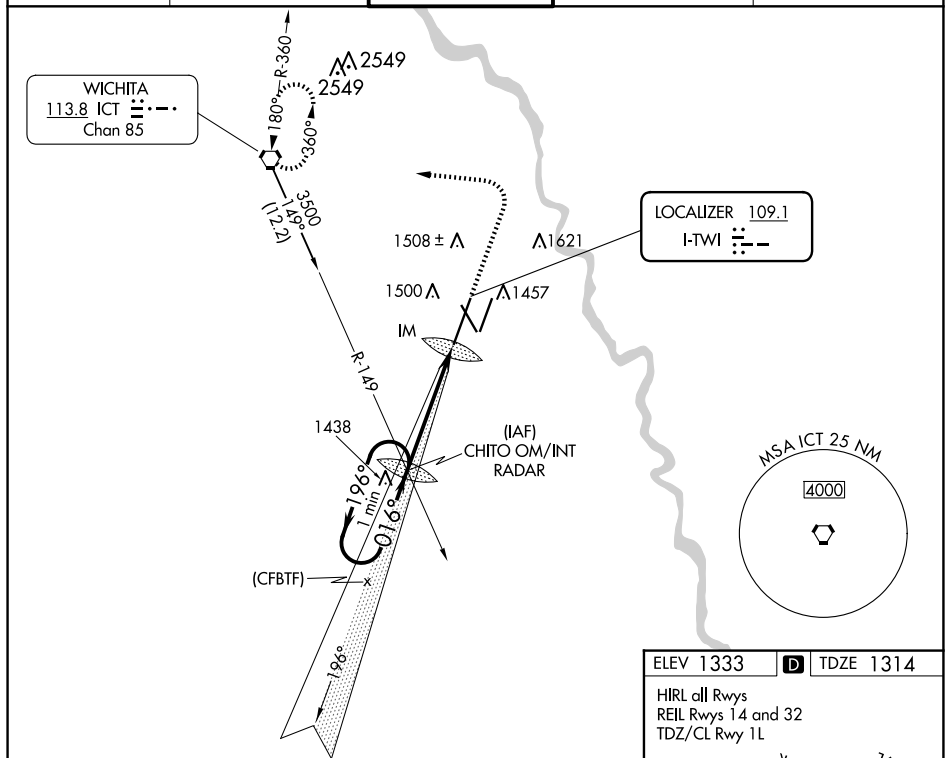 2549
2549
R-360
180°
360°
WICHITA
113.8 ICT
Chan 85
3500
149°
(12.2)
LOCALIZER 109.1
I-TWI
1508 ±
1621
1500
1457
IM
R-149
1438
(IAF)
CHITO OM/INT
RADAR
196°
1 min
016°
(CFBTF)
x
196°
MSA ICT 25 NM
4000
ELEV 1333
D
TDZE 1314
HIRL all Rwys
REIL Rwys 14 and 32
TDZ/CL Rwy 1L